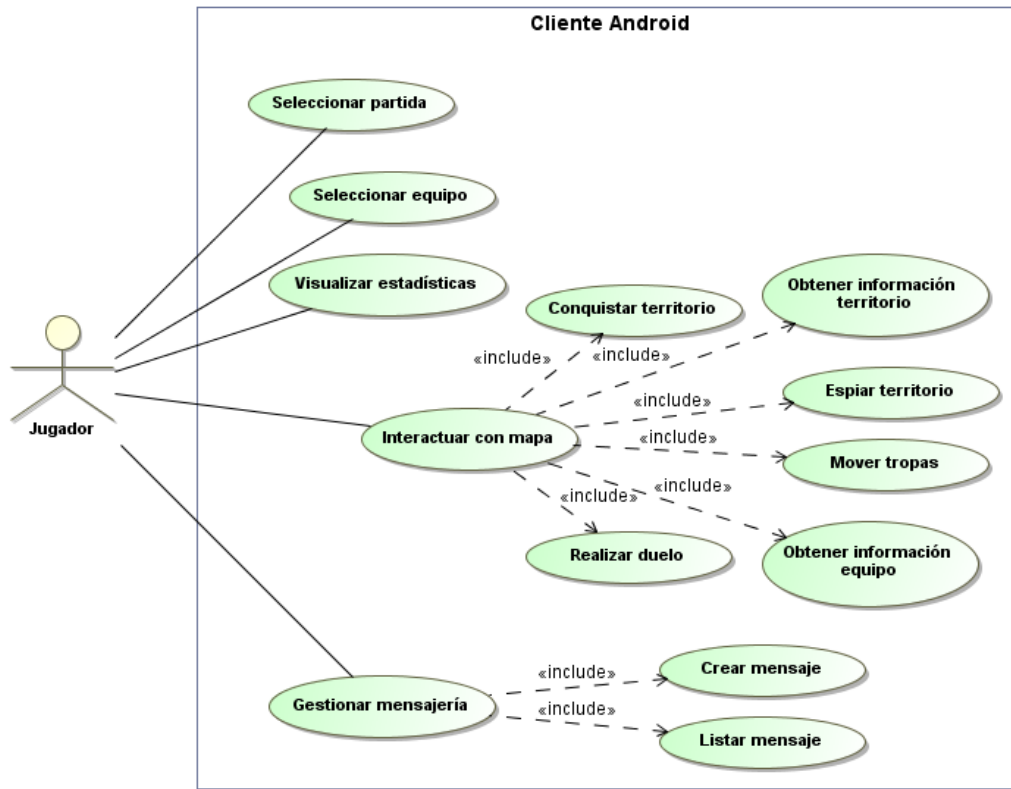 Cliente Android
Seleccionar partida
Seleccionar equipo
Visualizar estadísticas
Conquistar territorio
Obtener información
territorio
«include»
«include»
Espiar territorio
«include»
Jugador
Interactuar con mapa
«include»
Mover tropas
«include»
«include»
Realizar duelo
Obtener información
equipo
Gestionar mensajería
«include»
Crear mensaje
«include»
Listar mensaje